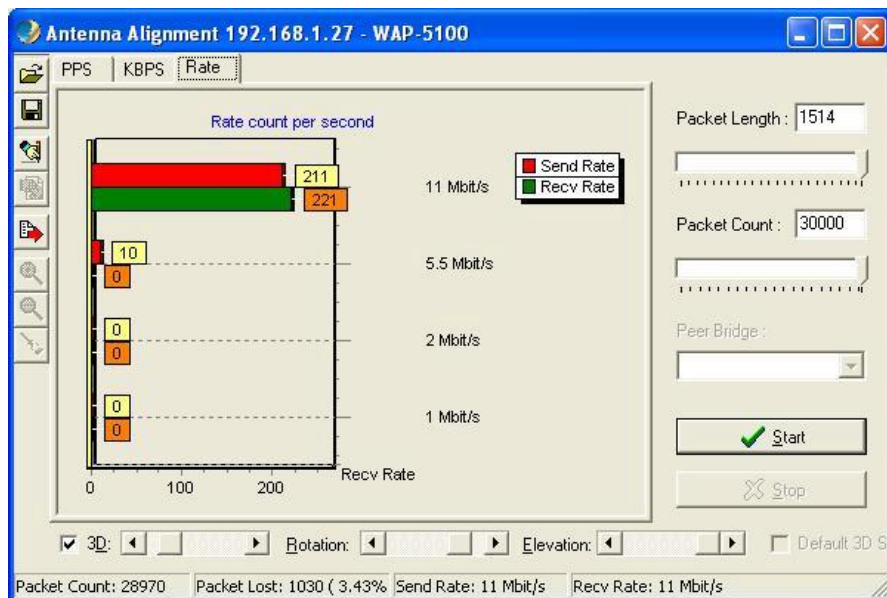 Antenna Alignment 192.168.1.27 - WAP-5100
PPS KBPS Rate
Rate count per second
Send Rate
Recv Rate
211
221
11 Mbit/s
10
0
5.5 Mbit/s
0
0
2 Mbit/s
0
0
1 Mbit/s
0 100 200
Recv Rate
Packet Length : 1514
Packet Count : 30000
Peer Bridge :
Start
Stop
3D: Rotation: Elevation: Default 3D S
Packet Count: 28970 Packet Lost: 1030 ( 3.43% Send Rate: 11 Mbit/s Recv Rate: 11 Mbit/s